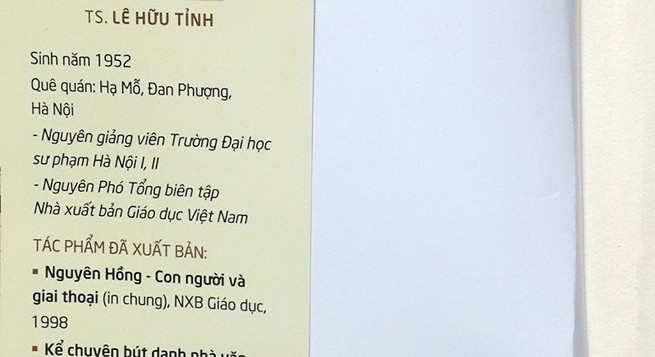 TS. LÊ HỮU TỈNH
Sinh năm 1952
Quê quán: Hạ Mỗ, Đan Phượng,
Hà Nội
- Nguyên giảng viên Trường Đại học
sư phạm Hà Nội I, II
- Nguyên Phó Tổng biên tập
Nhà xuất bản Giáo dục Việt Nam
TÁC PHẨM ĐÃ XUẤT BẢN:
▪ Nguyên Hồng - Con người và
giai thoại (in chung), NXB Giáo dục,
1998
▪ Kể chuyện bút danh nhà văn